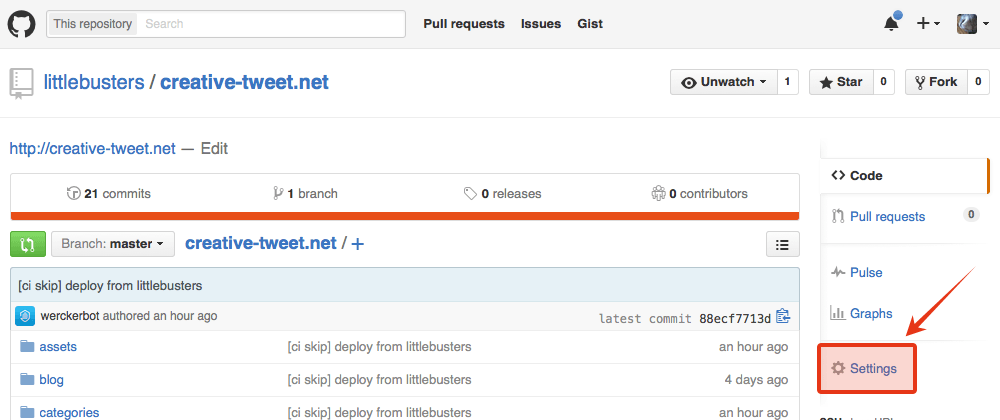 This repository Search Pull requests Issues Gist
littlebusters / creative-tweet.net
Unwatch 1 Star 0 Fork 0
http://creative-tweet.net — Edit
21 commits 1 branch 0 releases 0 contributors
Branch: master creative-tweet.net / +
[ci skip] deploy from littlebusters
werckerbot authored an hour ago latest commit 88ecf7713d
assets [ci skip] deploy from littlebusters an hour ago
blog [ci skip] deploy from littlebusters 4 days ago
categories [ci skip] deploy from littlebusters an hour ago
Code
Pull requests 0
Pulse
Graphs
Settings